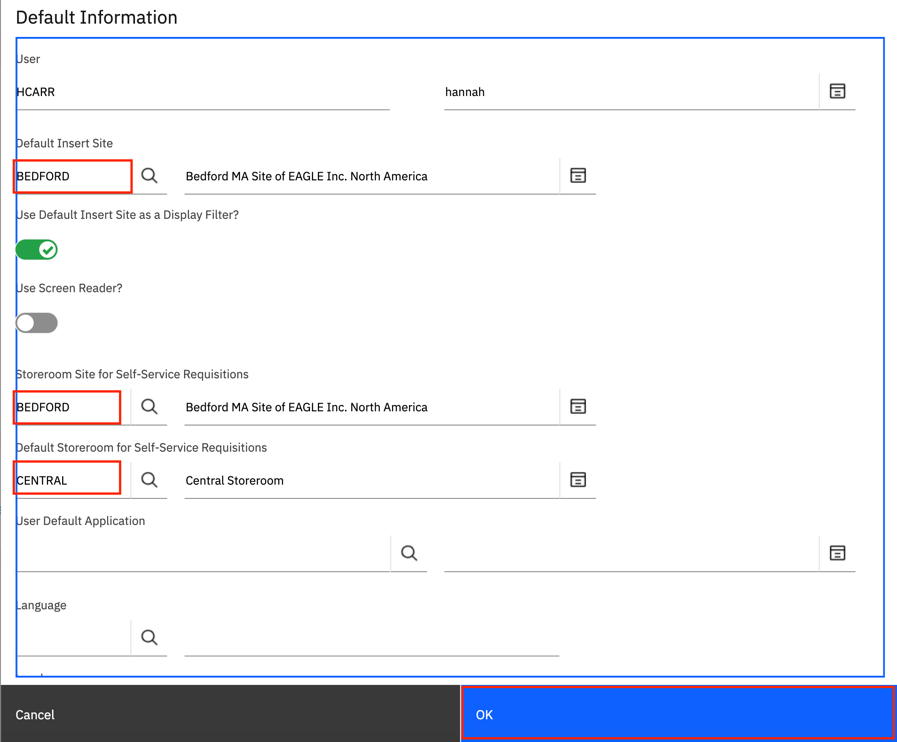 Default Information
User
HCARR hannah
Default Insert Site
BEDFORD Bedford MA Site of EAGLE Inc. North America
Use Default Insert Site as a Display Filter?
Use Screen Reader?
Storeroom Site for Self-Service Requisitions
BEDFORD Bedford MA Site of EAGLE Inc. North America
Default Storeroom for Self-Service Requisitions
CENTRAL Central Storeroom
User Default Application
Language
Cancel OK